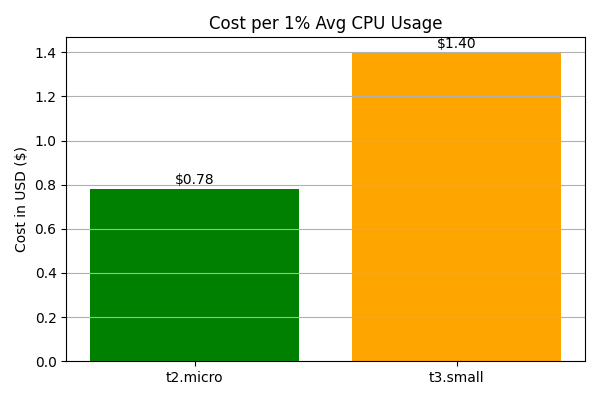 Cost per 1% Avg CPU Usage
Cost in USD ($)
1.4
1.2
1.0
0.8
0.6
0.4
0.2
0.0
$0.78
$1.40
t2.micro
t3.small